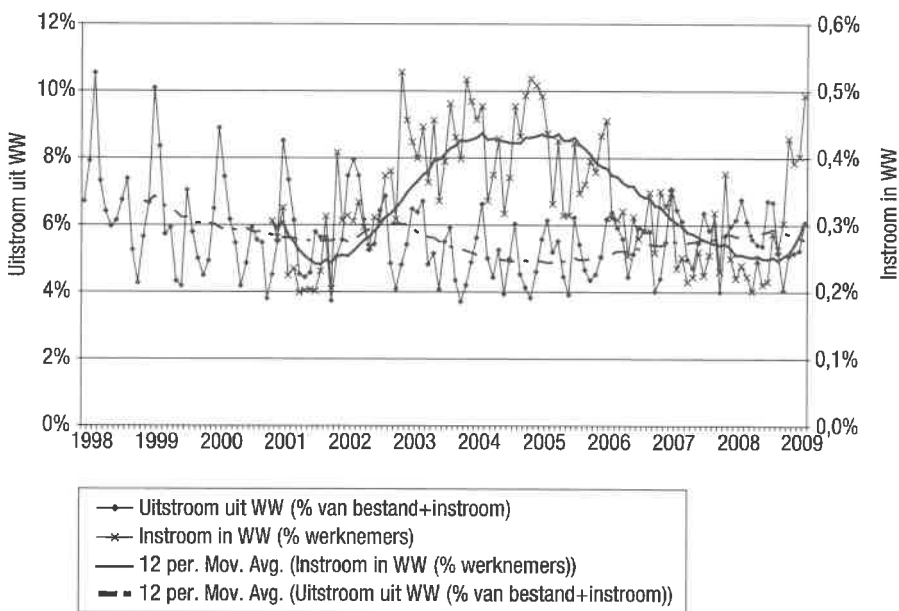 12%
10%
8%
6%
4%
2%
0%
Uitstroom uit WW
0,6%
0,5%
0,4%
0,3%
0,2%
0,1%
0,0%
Instroom in WW
1998 1999 2000 2001 2002 2003 2004 2005 2006 2007 2008 2009
Uitstroom uit WW (% van bestand+instroom)
Instroom in WW (% werknemers)
12 per. Mov. Avg. (Instroom in WW (% werknemers))
12 per. Mov. Avg. (Uitstroom uit WW (% van bestand+instroom))